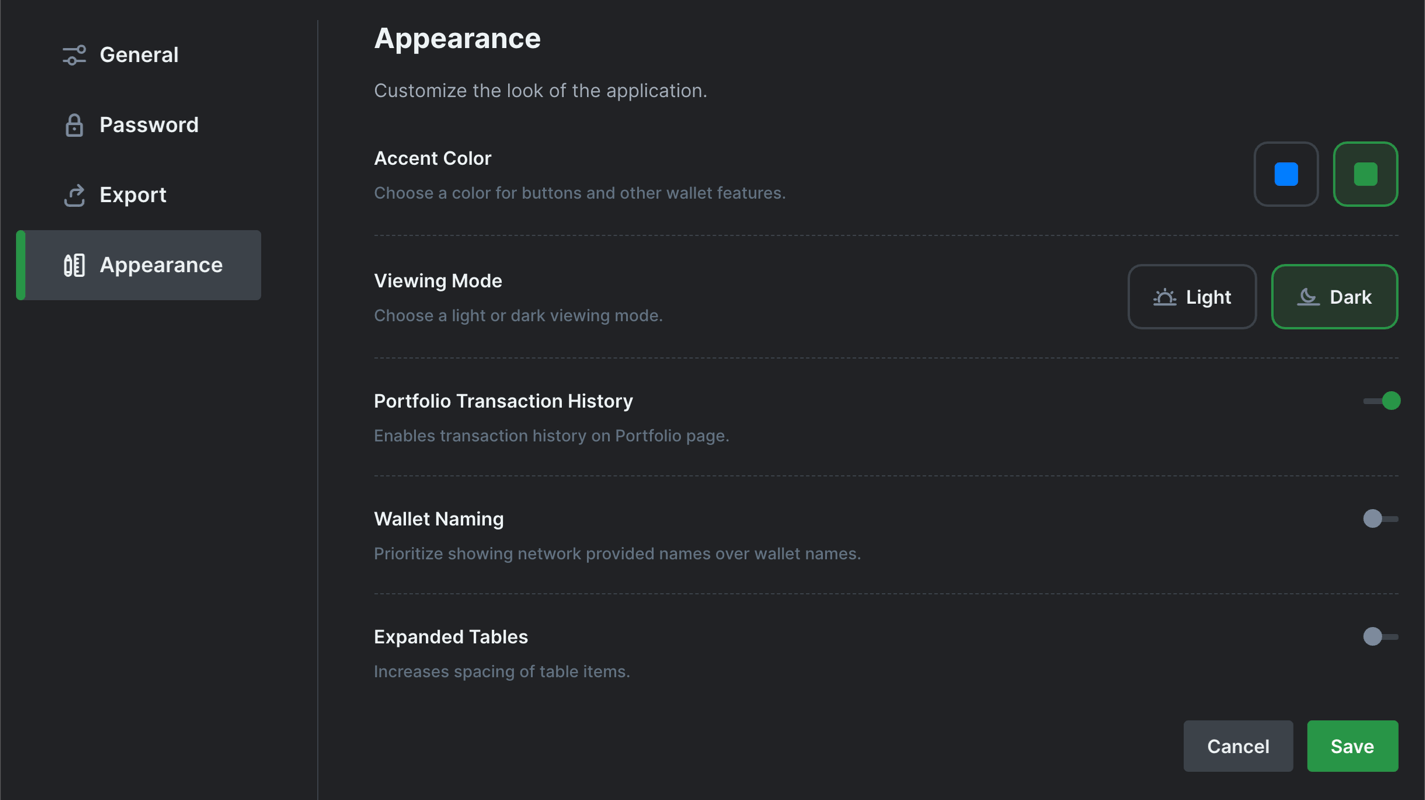 General
Password
Export
Appearance
Appearance
Customize the look of the application.
Accent Color
Choose a color for buttons and other wallet features.
Viewing Mode
Choose a light or dark viewing mode.
Light
Dark
Portfolio Transaction History
Enables transaction history on Portfolio page.
Wallet Naming
Prioritize showing network provided names over wallet names.
Expanded Tables
Increases spacing of table items.
Cancel
Save